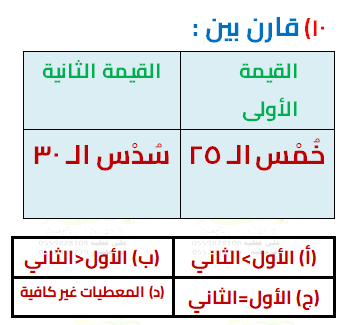 ١٠) قارن بين :
القيمة الأولى
القيمة الثانية
خُمْس الـ ٢٥
سُدْس الـ ٣٠
(أ) الأول>الثاني
(ب) الأول<الثاني
(ج) الأول=الثاني
(د) المعطيات غير كافية